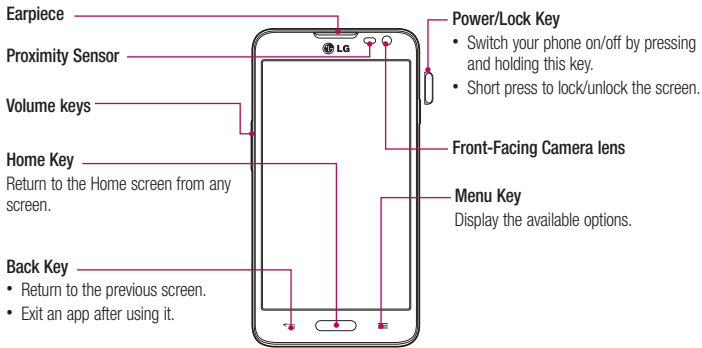 Earpiece
Proximity Sensor
Volume keys
Home Key
Return to the Home screen from any
screen.
Back Key
• Return to the previous screen.
• Exit an app after using it.
LG
Power/Lock Key
• Switch your phone on/off by pressing
and holding this key.
• Short press to lock/unlock the screen.
Front-Facing Camera lens
Menu Key
Display the available options.